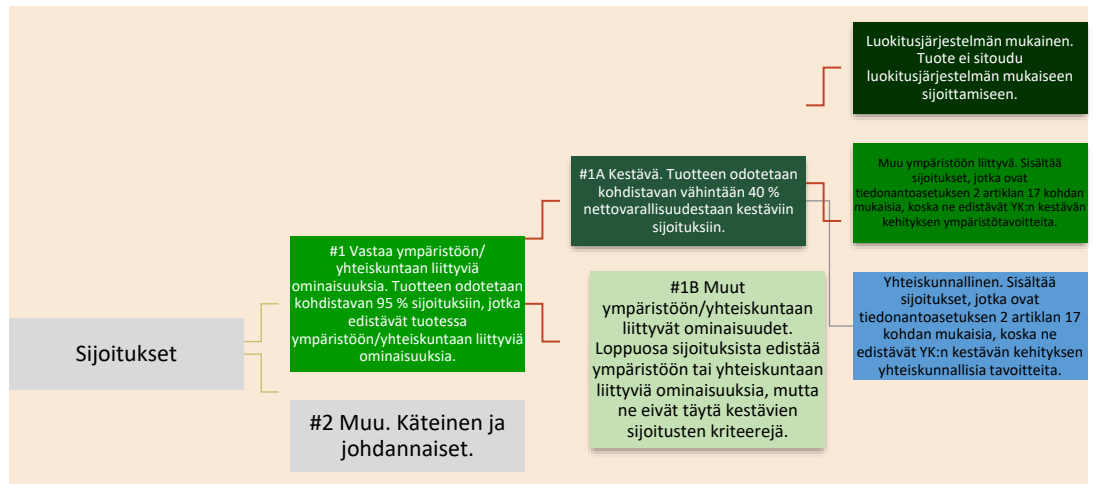 Sijoitukset
#1 Vastaa ympäristöön/
yhteiskuntaan liittyviä
ominaisuuksia. Tuotteen odotetaan
kohdistavan 95 % sijoituksiin, jotka
edistävät tuotessa
ympäristöön/yhteiskuntaan liittyviä
ominaisuuksia.
#2 Muu. Käteinen ja
johdannaiset.
#1A Kestävä. Tuotteen odotetaan
kohdistavan vähintään 40 %
nettovarallisuudestaan kestäviin
sijoituksiin.
#1B Muut
ympäristöön/yhteiskuntaan
liittyvät ominaisuudet.
Loppuosa sijoituksista edistää
ympäristöön tai yhteiskuntaan
liittyviä ominaisuuksia, mutta
ne eivät täytä kestävien
sijoitusten kriteerejä.
Luokitusjärjestelmän mukainen.
Tuote ei sitoudu
luokitusjärjestelmän mukaiseen
sijoittamiseen.
Muu ympäristöön liittyvä. Sisältää
sijoitukset, jotka ovat
tiedonantoasetuksen 2 artiklan 17 kohdan
mukaisia, koska ne edistävät YK:n kestävän
kehityksen ympäristötavoitteita.
Yhteiskunnallinen. Sisältää
sijoitukset, jotka ovat
tiedonantoasetuksen 2 artiklan 17
kohdan mukaisia, koska ne
edistävät YK:n kestävän kehityksen
yhteiskunnallisia tavoitteita.